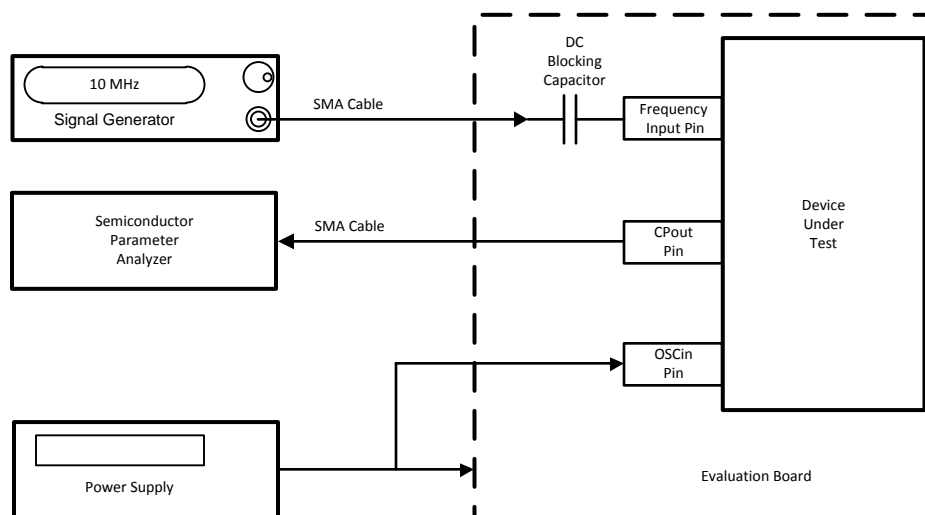 DC
Blocking
Capacitor
10 MHz
Signal Generator
SMA Cable
Frequency
Input Pin
Semiconductor
Parameter
Analyzer
SMA Cable
CPout
Pin
Device
Under
Test
OSCin
Pin
Power Supply
Evaluation Board